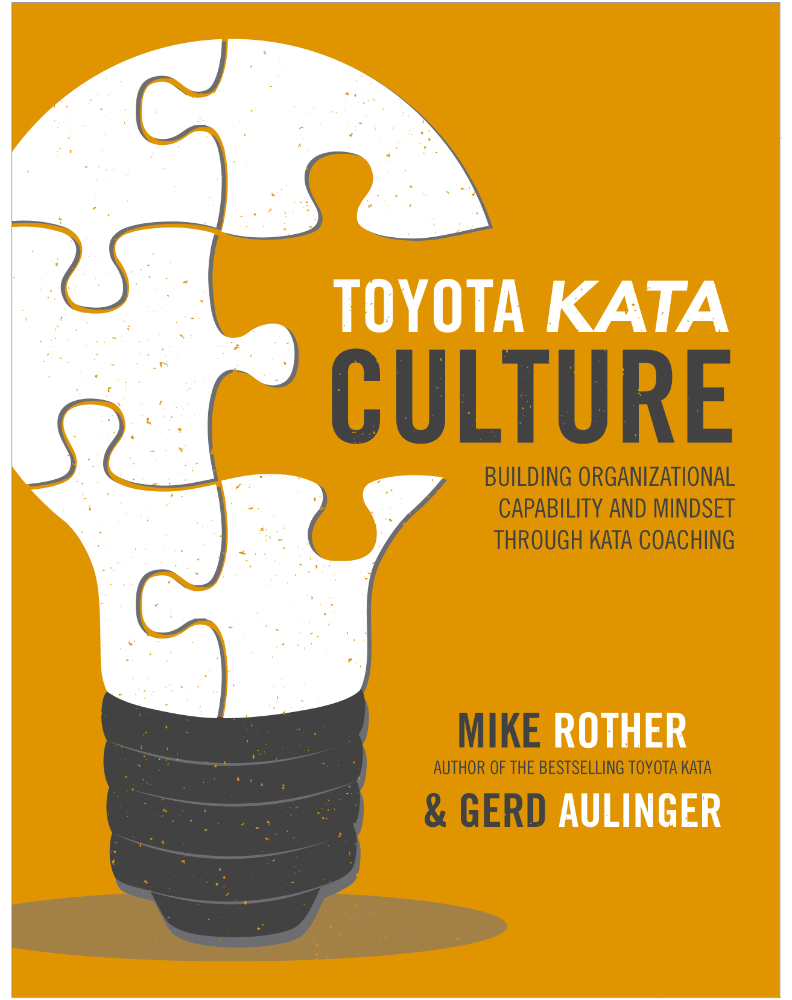 TOYOTA KATA
CULTURE
BUILDING ORGANIZATIONAL
CAPABILITY AND MINDSET
THROUGH KATA COACHING
MIKE ROTHER
AUTHOR OF THE BESTSELLING TOYOTA KATA
& GERD AULINGER